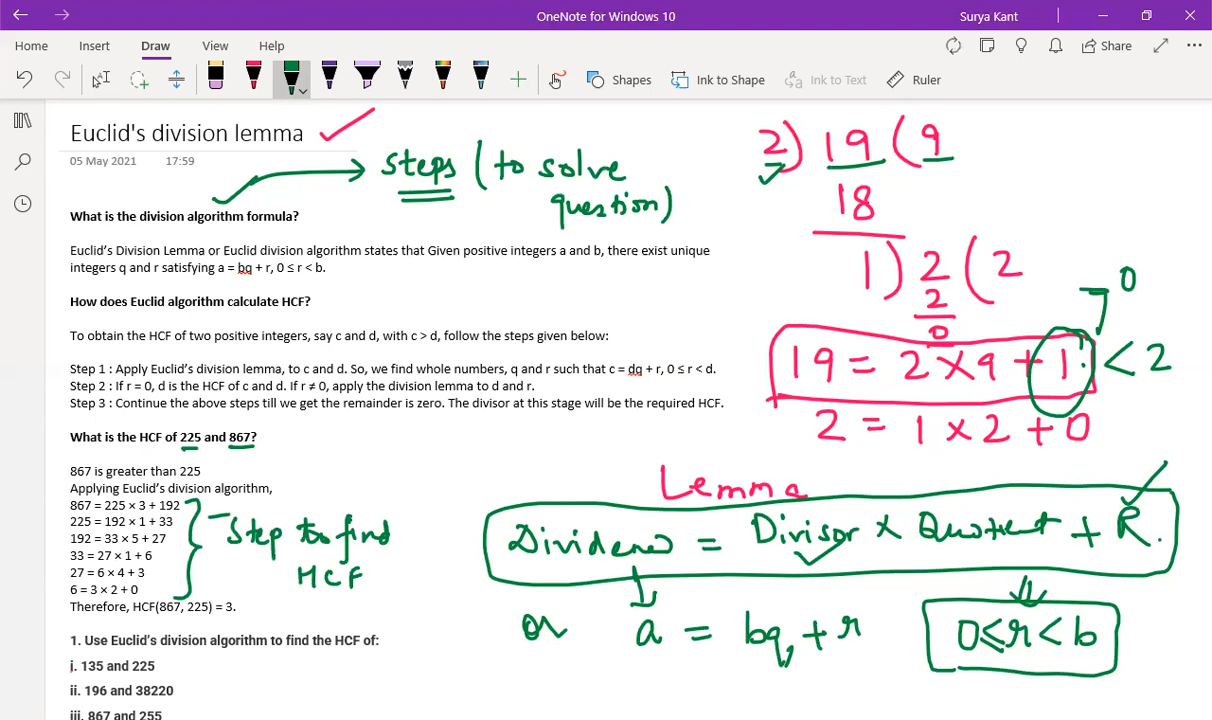 OneNote for Windows 10
Surya Kant
Home Insert Draw View Help
Share
Shapes Ink to Shape Ink to Text Ruler
Euclid's division lemma
05 May 2021 17:59
steps (to solve
question)
What is the division algorithm formula?
Euclid's Division Lemma or Euclid division algorithm states that Given positive integers a and b, there exist unique
integers q and r satisfying a = bq + r, 0 ≤ r < b.
How does Euclid algorithm calculate HCF?
To obtain the HCF of two positive integers, say c and d, with c > d, follow the steps given below:
Step 1 : Apply Euclid's division lemma, to c and d. So, we find whole numbers, q and r such that c = dq + r, 0 ≤ r < d.
Step 2 : If r = 0, d is the HCF of c and d. If r ≠ 0, apply the division lemma to d and r.
Step 3 : Continue the above steps till we get the remainder is zero. The divisor at this stage will be the required HCF.
What is the HCF of 225 and 867?
867 is greater than 225
Applying Euclid's division algorithm,
867 = 225 × 3 + 192
225 = 192 × 1 + 33
192 = 33 × 5 + 27
33 = 27 × 1 + 6
27 = 6 × 4 + 3
6 = 3 × 2 + 0
Therefore, HCF(867, 225) = 3.
Step to find
HCF
1. Use Euclid's division algorithm to find the HCF of:
i. 135 and 225
ii. 196 and 38220
iii. 867 and 255
2) 19 (9
18
1) 2 (2
2
0
0
19 = 2 × 9 + 1 < 2
2 = 1 × 2 + 0
Lemma
Dividend = Divisor × Quotient + R.
or a = bq + r 0 ≤ r < b